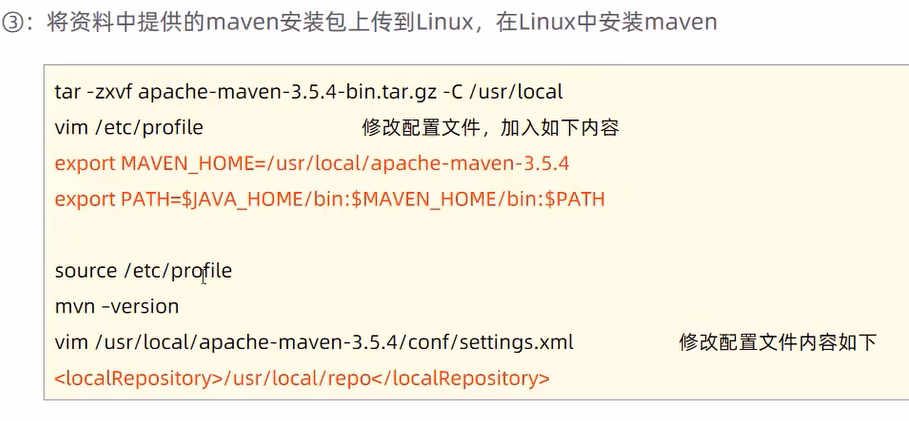 ③：将资料中提供的maven安装包上传到Linux，在Linux中安装maven
tar -zxvf apache-maven-3.5.4-bin.tar.gz -C /usr/local
vim /etc/profile 修改配置文件，加入如下内容
export MAVEN_HOME=/usr/local/apache-maven-3.5.4
export PATH=$JAVA_HOME/bin:$MAVEN_HOME/bin:$PATH
source /etc/profile
mvn –version
vim /usr/local/apache-maven-3.5.4/conf/settings.xml 修改配置文件内容如下
<localRepository>/usr/local/repo</localRepository>